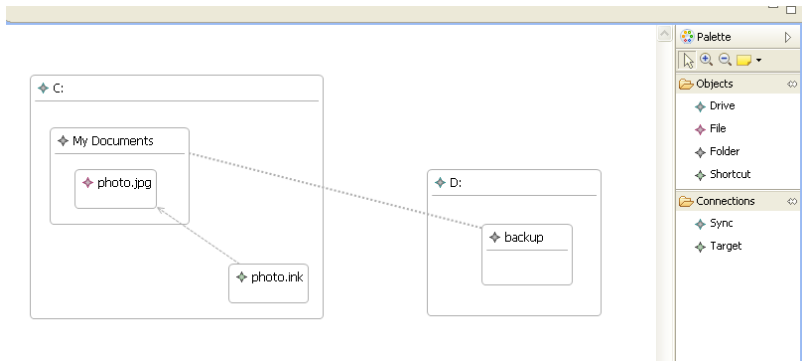 C:
My Documents
photo.jpg
photo.ink
D:
backup
Palette
Objects
Drive
File
Folder
Shortcut
Connections
Sync
Target